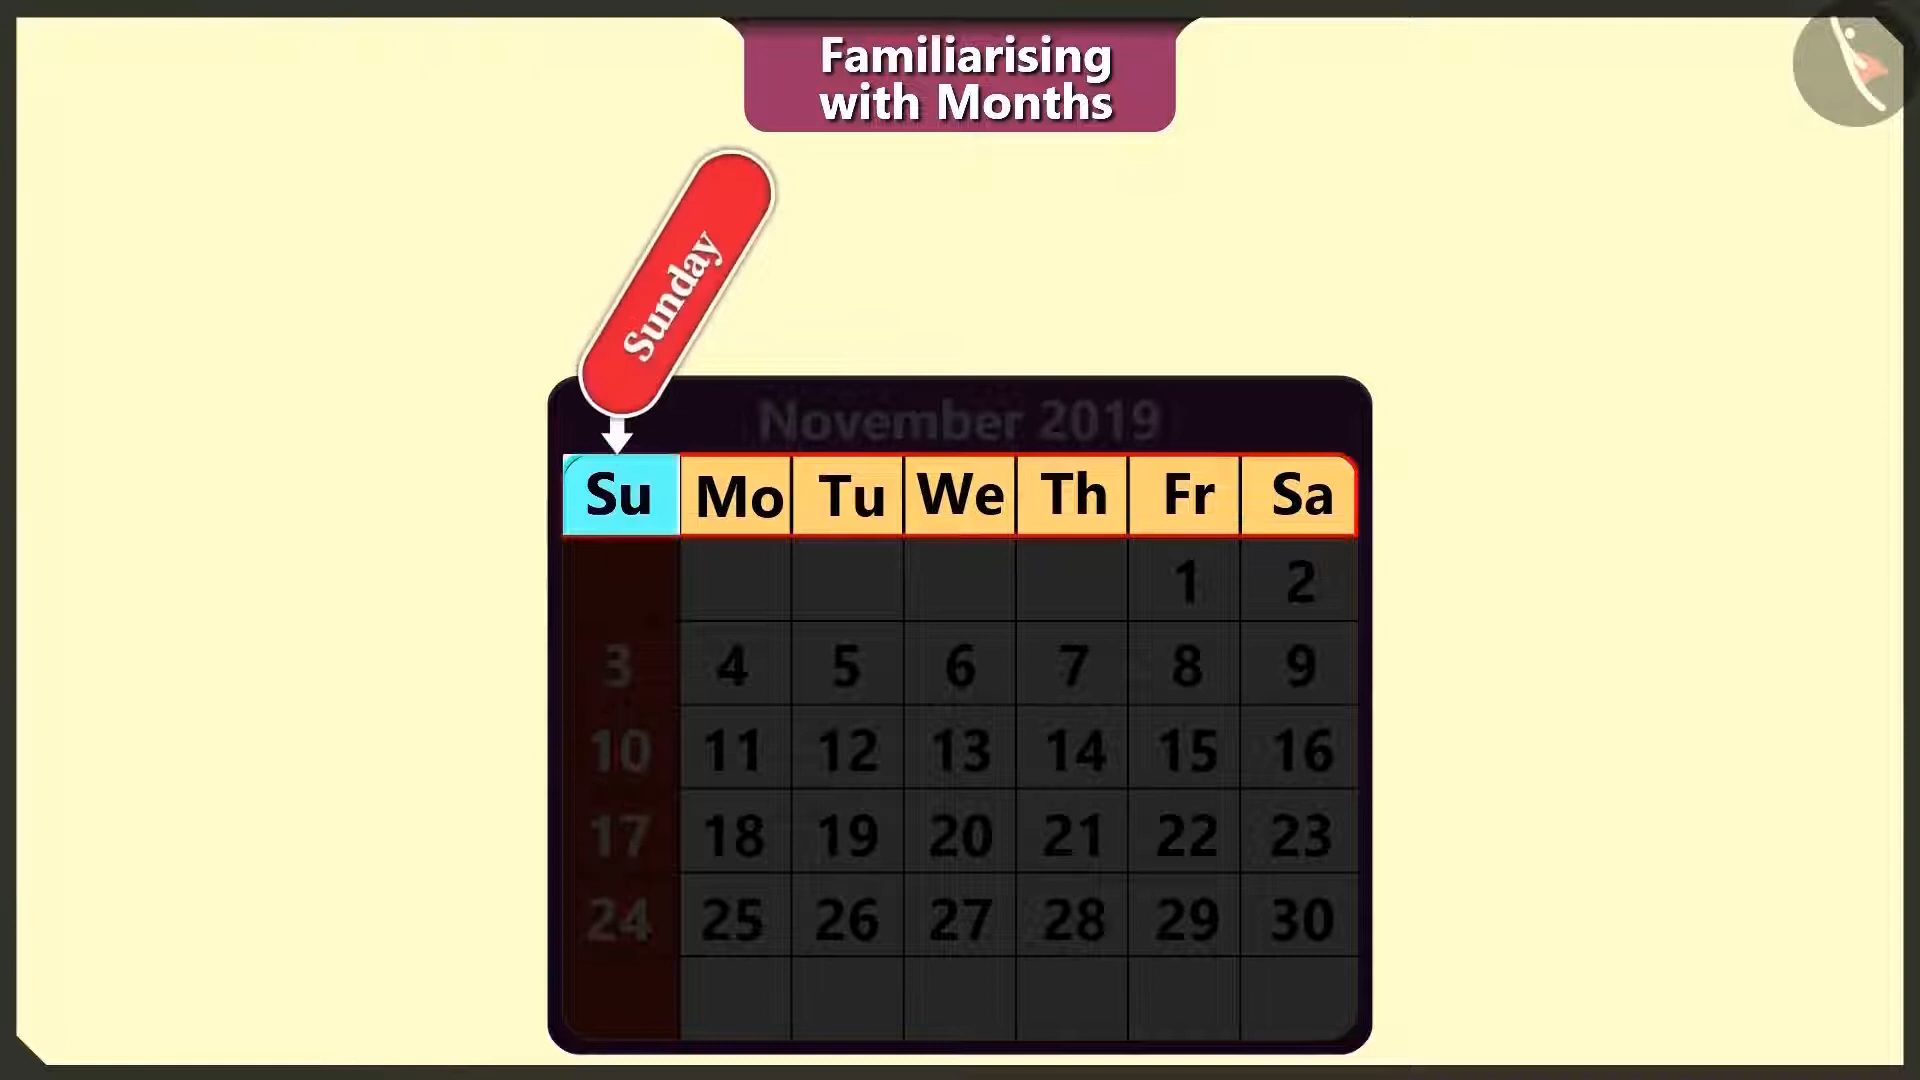 Familiarising
with Months
Sunday
November 2019
Su Mo Tu We Th Fr Sa
1 2
3 4 5 6 7 8 9
10 11 12 13 14 15 16
17 18 19 20 21 22 23
24 25 26 27 28 29 30